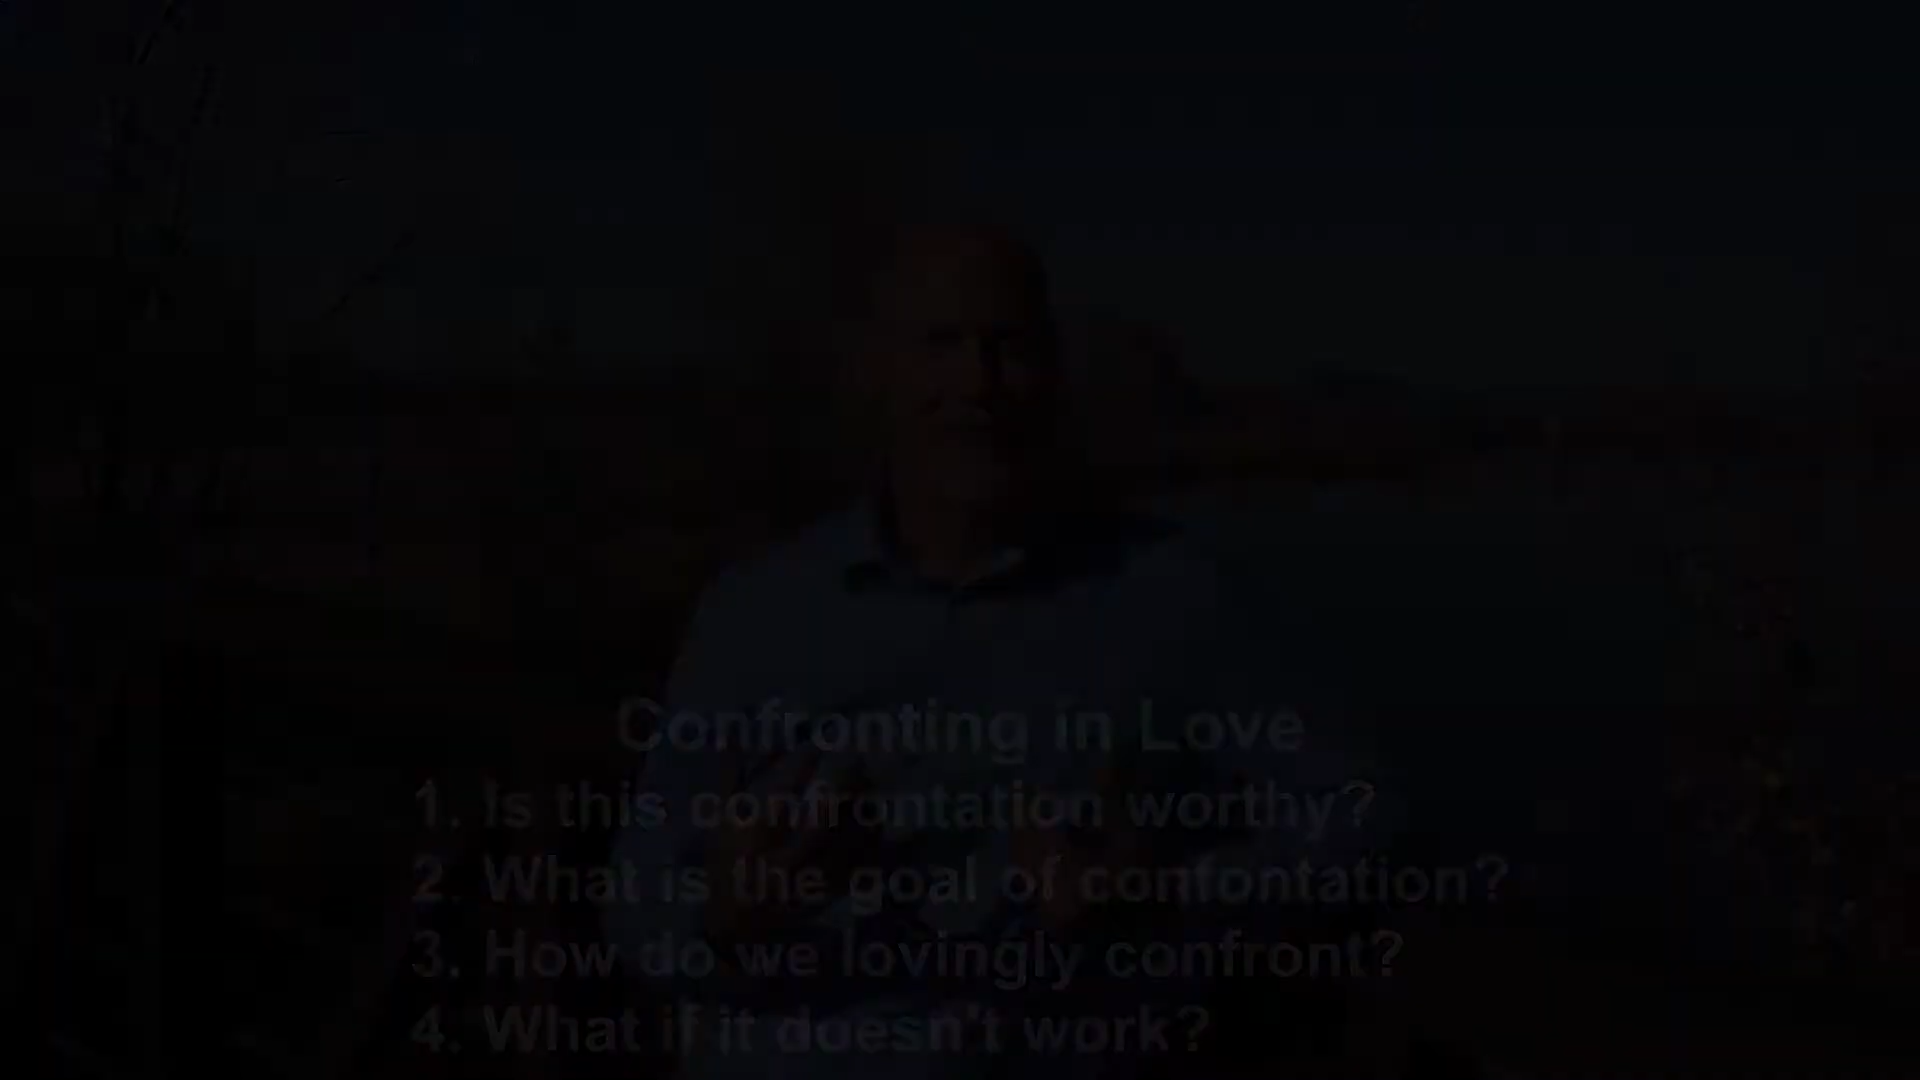 Confronting in Love
1. Is this confrontation worthy?
2. What is the goal of confontation?
3. How do we lovingly confront?
4. What if it doesn't work?